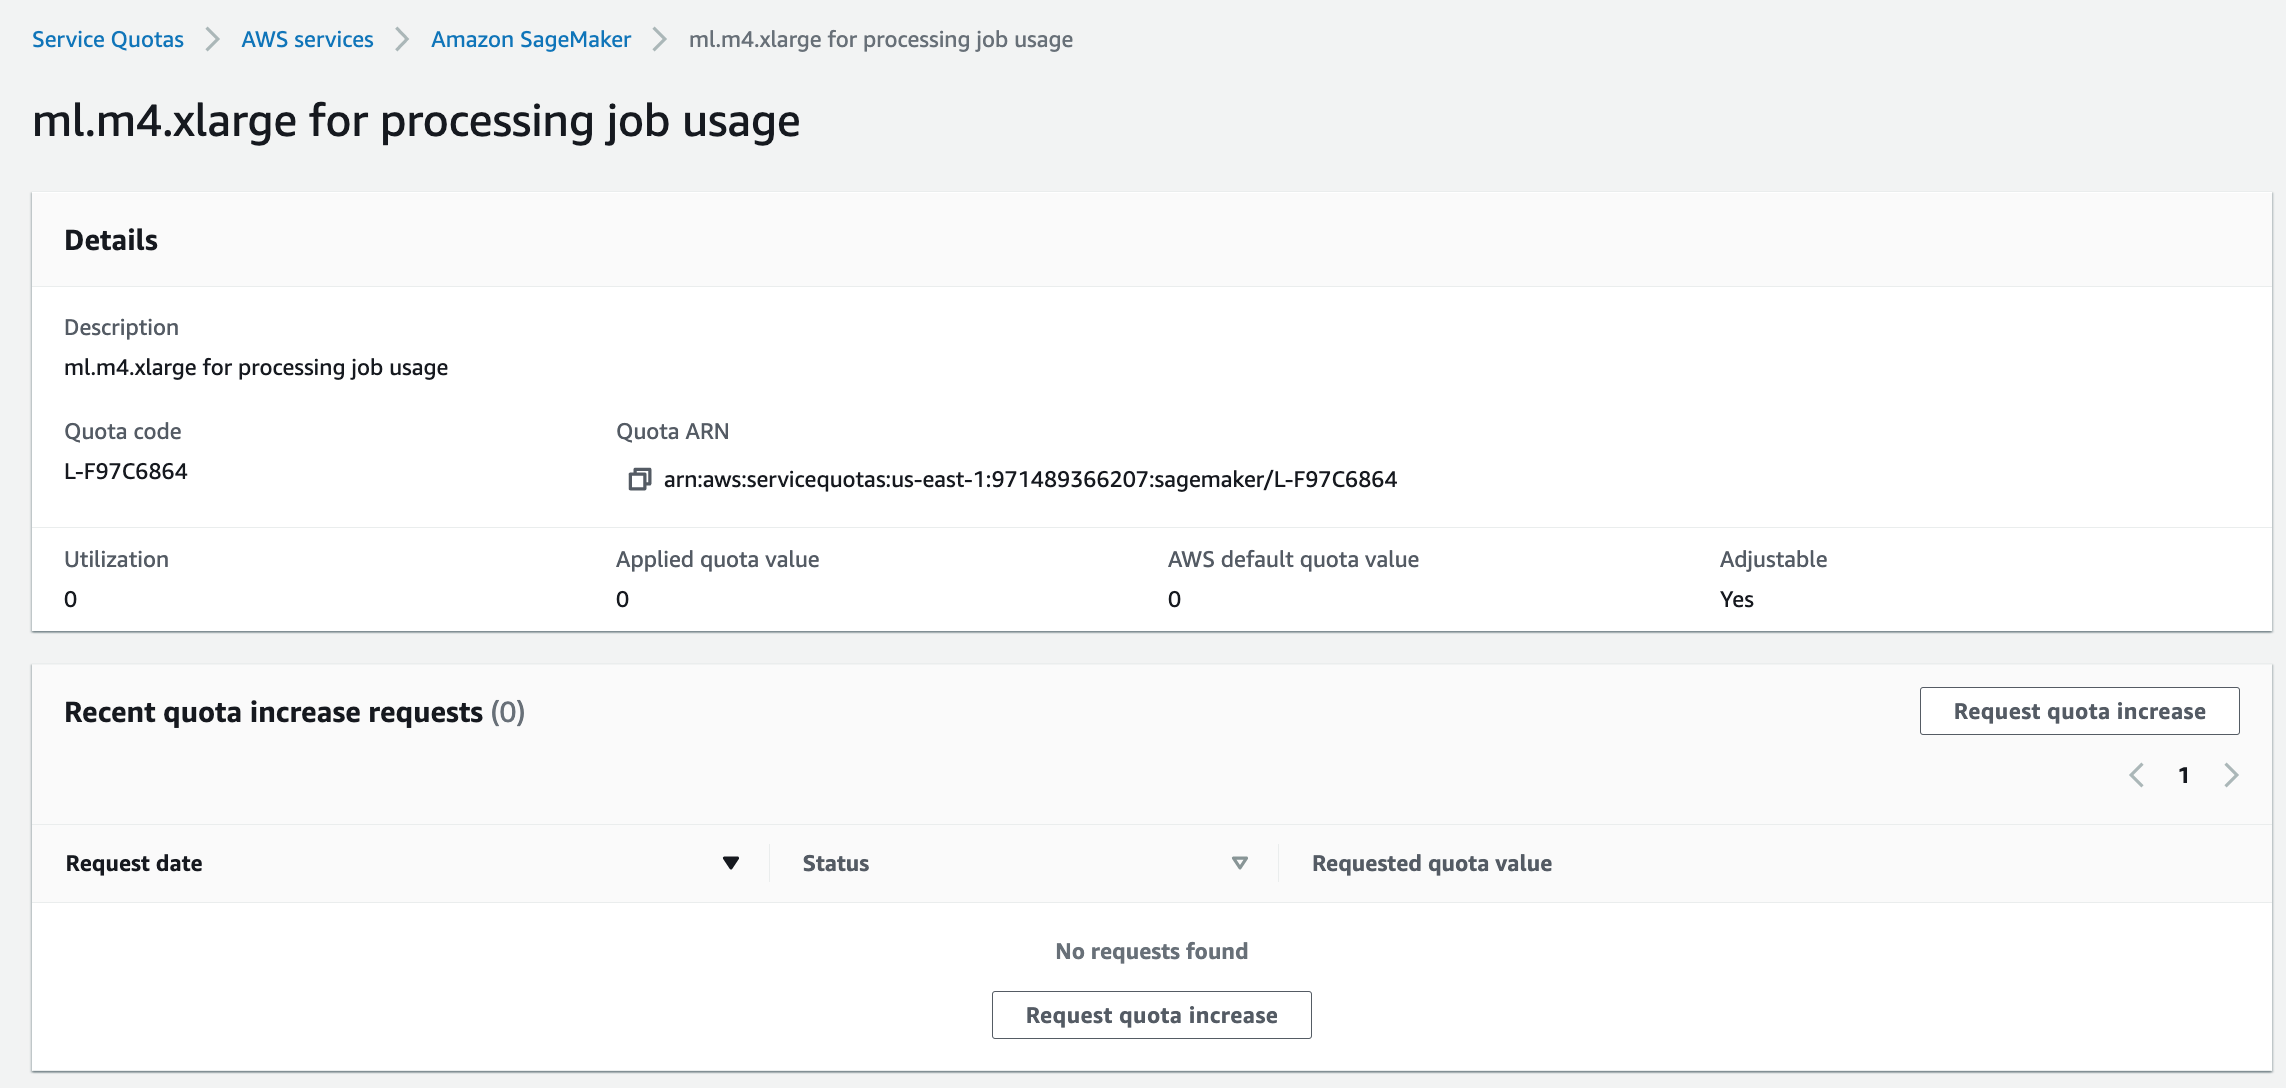 Service Quotas > AWS services > Amazon SageMaker > ml.m4.xlarge for processing job usage
ml.m4.xlarge for processing job usage
Details
Description
ml.m4.xlarge for processing job usage
Quota code Quota ARN
L-F97C6864 arn:aws:servicequotas:us-east-1:971489366207:sagemaker/L-F97C6864
Utilization Applied quota value AWS default quota value Adjustable
0 0 0 Yes
Recent quota increase requests (0) Request quota increase
< 1 >
Request date Status Requested quota value
No requests found
Request quota increase